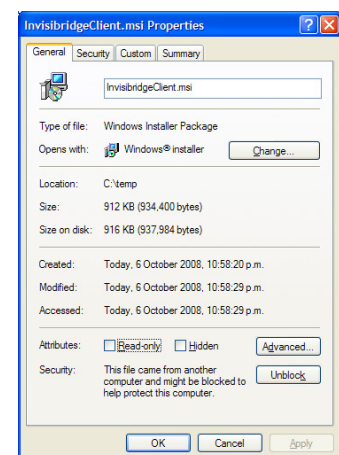 InvisibridgeClient.msi Properties
General Security Custom Summary
InvisibridgeClient.msi
Type of file: Windows Installer Package
Opens with: Windows® installer Change...
Location: C:\temp
Size: 912 KB (934,400 bytes)
Size on disk: 916 KB (937,984 bytes)
Created: Today, 6 October 2008, 10:58:20 p.m.
Modified: Today, 6 October 2008, 10:58:29 p.m.
Accessed: Today, 6 October 2008, 10:58:29 p.m.
Attributes: Read-only Hidden Advanced...
Security: This file came from another
computer and might be blocked to
help protect this computer.
Unblock
OK Cancel Apply